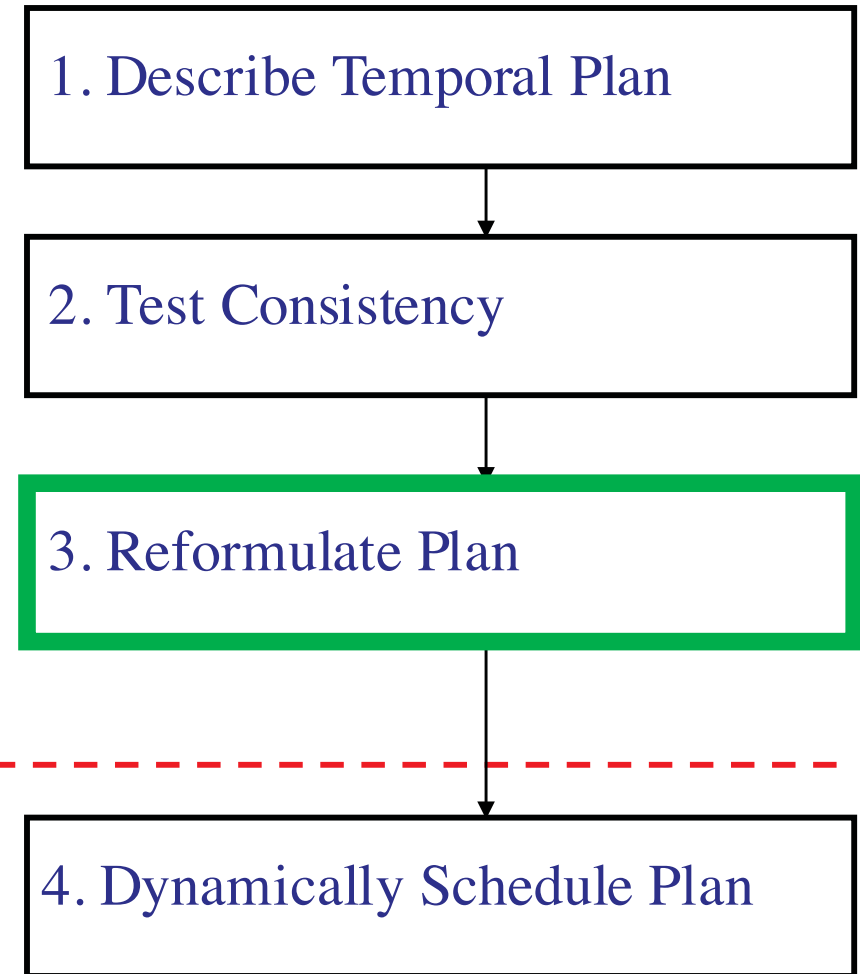 1. Describe Temporal Plan
2. Test Consistency
3. Reformulate Plan
4. Dynamically Schedule Plan